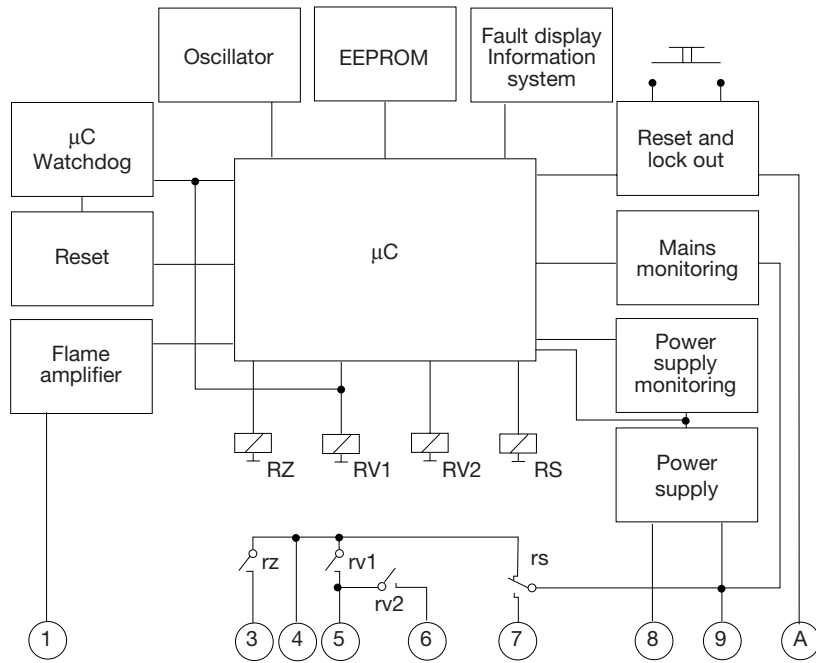 Oscillator
EEPROM
Fault display
Information
system
μC
Watchdog
Reset and
lock out
Reset
μC
Mains
monitoring
Flame
amplifier
Power
supply
monitoring
RZ
RV1
RV2
RS
Power
supply
rz
rv1
rv2
rs
1
3
4
5
6
7
8
9
A